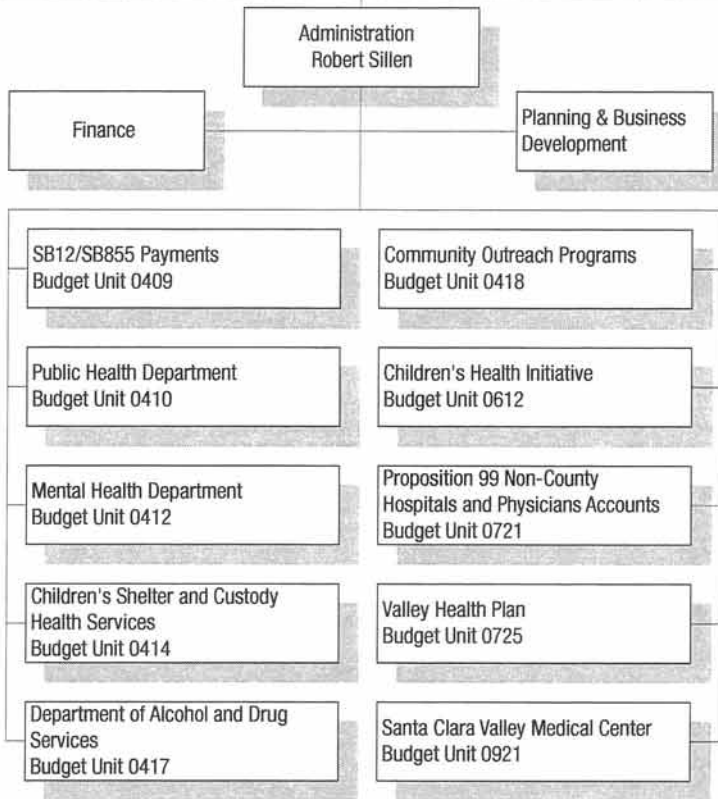 Administration
Robert Sillen
Finance
Planning & Business
Development
SB12/SB855 Payments
Budget Unit 0409
Community Outreach Programs
Budget Unit 0418
Public Health Department
Budget Unit 0410
Children's Health Initiative
Budget Unit 0612
Mental Health Department
Budget Unit 0412
Proposition 99 Non-County
Hospitals and Physicians Accounts
Budget Unit 0721
Children's Shelter and Custody
Health Services
Budget Unit 0414
Valley Health Plan
Budget Unit 0725
Department of Alcohol and Drug
Services
Budget Unit 0417
Santa Clara Valley Medical Center
Budget Unit 0921